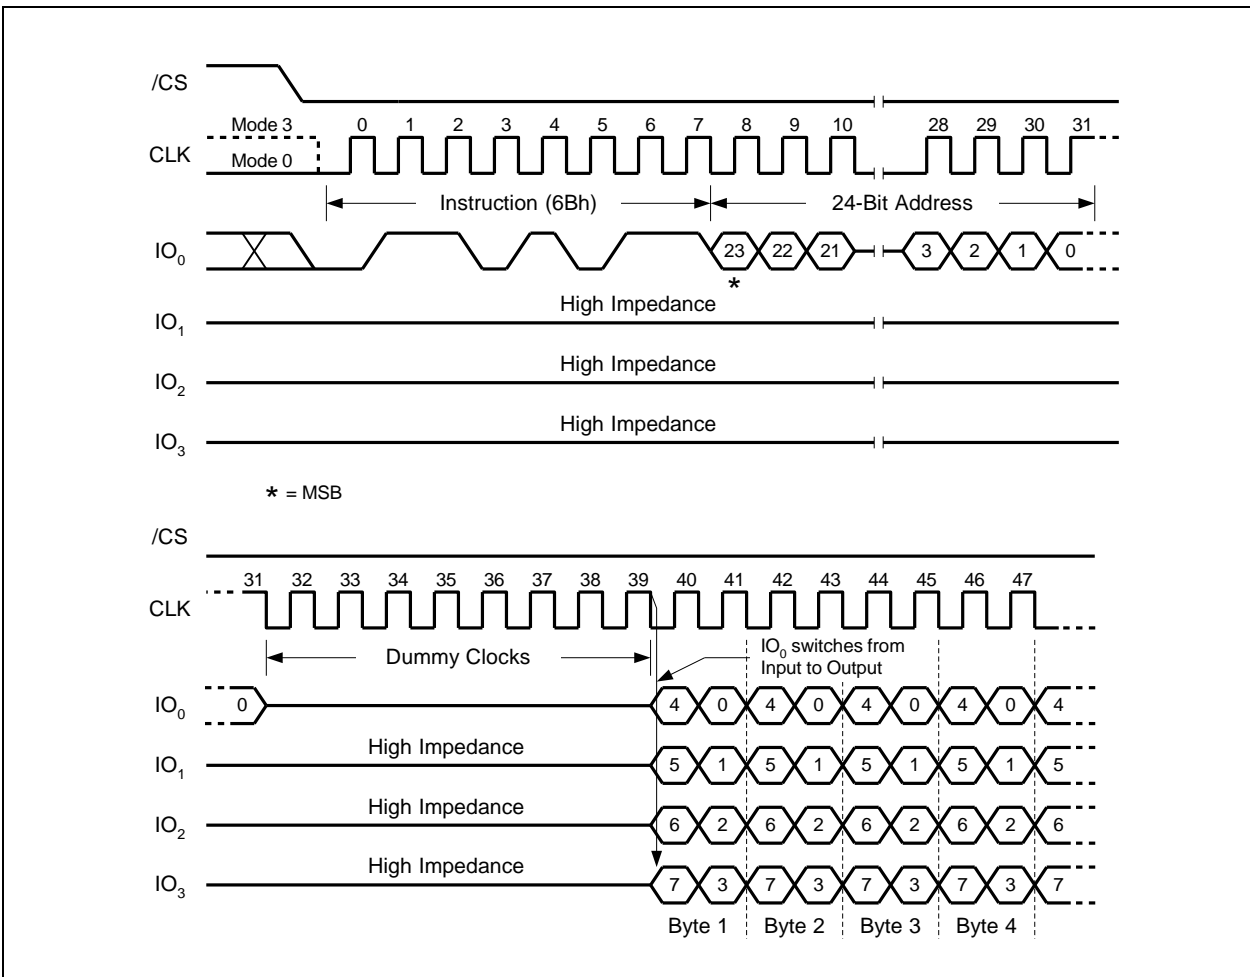 /CS
Mode 3 0 1 2 3 4 5 6 7 8 9 10 28 29 30 31
CLK Mode 0
Instruction (6Bh) 24-Bit Address
IO0 23 22 21 3 2 1 0
*
High Impedance
IO1
High Impedance
IO2
High Impedance
IO3
* = MSB
/CS
31 32 33 34 35 36 37 38 39 40 41 42 43 44 45 46 47
CLK
Dummy Clocks
IO0 switches from
Input to Output
IO0 0 4 0 4 0 4 0 4 0 4
High Impedance
IO1 5 1 5 1 5 1 5 1 5
High Impedance
IO2 6 2 6 2 6 2 6 2 6
High Impedance
IO3 7 3 7 3 7 3 7 3 7
Byte 1 Byte 2 Byte 3 Byte 4